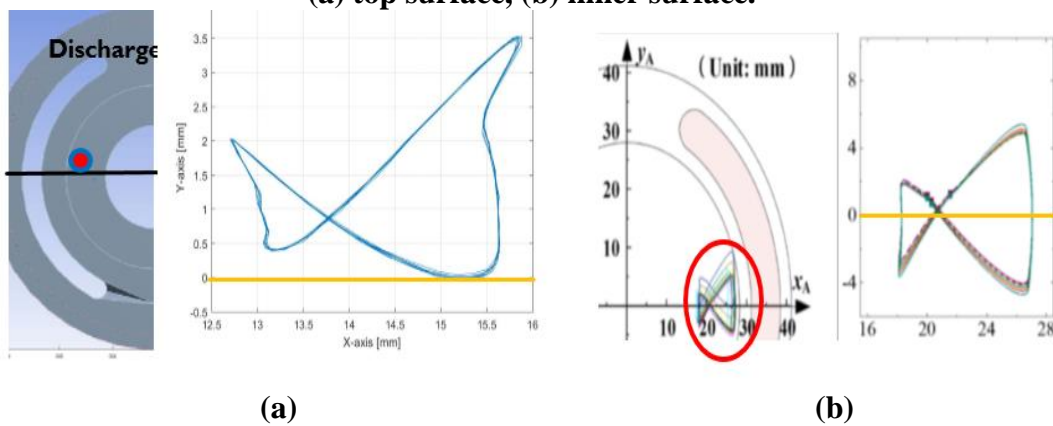 (a) top surface, (b) inner surface.
Discharge
3.5
3
2.5
2
1.5
1
0.5
0
-0.5
Y-axis [mm]
12.5 13 13.5 14 14.5 15 15.5 16
X-axis [mm]
yA
(Unit: mm)
40
30
20
10
xA
10 20 30 40
8
4
0
-4
16 20 24 28
(a)
(b)